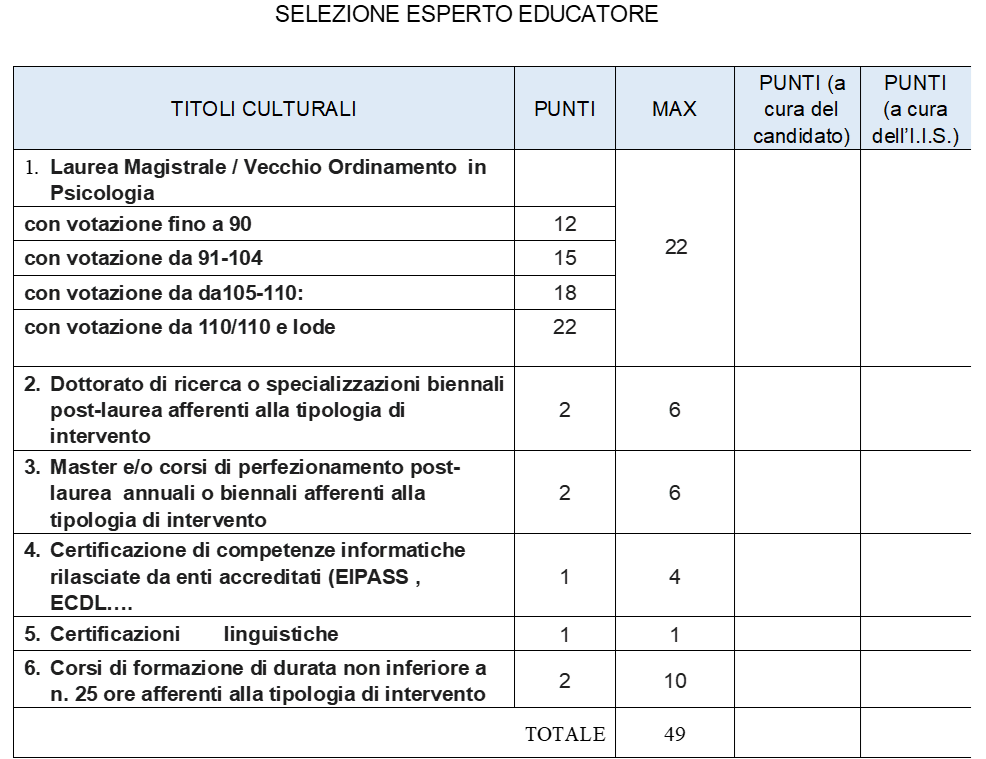 SELEZIONE ESPERTO EDUCATORE
TITOLI CULTURALI
PUNTI
MAX
PUNTI (a
cura del
candidato)
PUNTI
(a cura
dell'I.I.S.)
1. Laurea Magistrale / Vecchio Ordinamento in
Psicologia
con votazione fino a 90
12
con votazione da 91-104
15
22
con votazione da da105-110:
18
con votazione da 110/110 e lode
22
2. Dottorato di ricerca o specializzazioni biennali
post-laurea afferenti alla tipologia di
intervento
2
6
3. Master e/o corsi di perfezionamento post-
laurea annuali o biennali afferenti alla
tipologia di intervento
2
6
4. Certificazione di competenze informatiche
rilasciate da enti accreditati (EIPASS ,
ECDL….
1
4
5. Certificazioni linguistiche
1
1
6. Corsi di formazione di durata non inferiore a
n. 25 ore afferenti alla tipologia di intervento
2
10
TOTALE
49